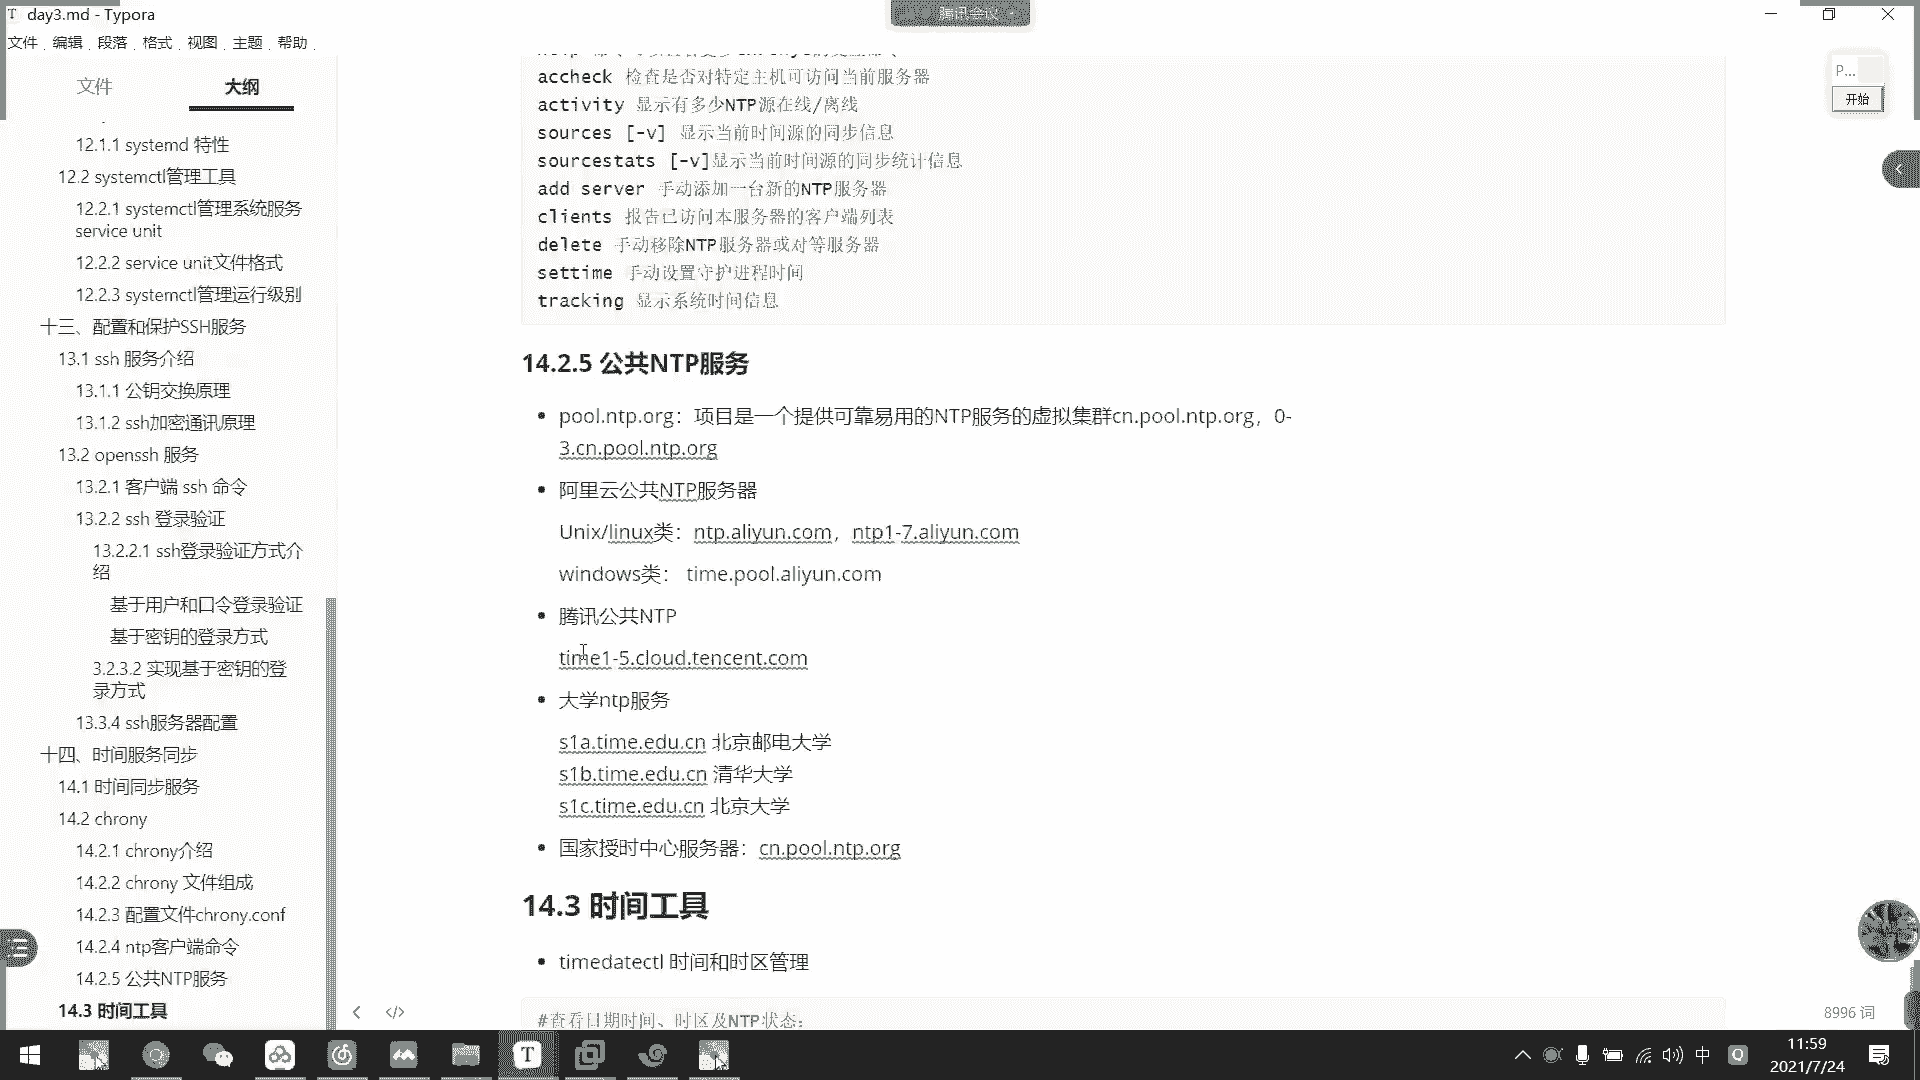 day3.md - Typora
腾讯会议
文件 编辑 段落 格式 视图 主题 帮助
文件
大纲
12.1.1 systemd 特性
12.2 systemctl管理工具
12.2.1 systemctl管理系统服务
service unit
12.2.2 service unit文件格式
12.2.3 systemctl管理运行级别
十三、配置和保护SSH服务
13.1 ssh 服务介绍
13.1.1 公钥交换原理
13.1.2 ssh加密通讯原理
13.2 openssh 服务
13.2.1 客户端 ssh 命令
13.2.2 ssh 登录验证
13.2.2.1 ssh登录验证方式介
绍
基于用户和口令登录验证
基于密钥的登录方式
3.2.3.2 实现基于密钥的登
录方式
13.3.4 ssh服务器配置
十四、时间服务同步
14.1 时间同步服务
14.2 chrony
14.2.1 chrony介绍
14.2.2 chrony 文件组成
14.2.3 配置文件chrony.conf
14.2.4 ntp客户端命令
14.2.5 公共NTP服务
14.3 时间工具
accheck 检查是否对特定主机可访问当前服务器
activity 显示有多少NTP源在线/离线
sources [-v] 显示当前时间源的同步信息
sourcestats [-v]显示当前时间源的同步统计信息
add server 手动添加一台新的NTP服务器
clients 报告已访问本服务器的客户端列表
delete 手动移除NTP服务器或对等服务器
settime 手动设置守护进程时间
tracking 显示系统时间信息
14.2.5 公共NTP服务
• pool.ntp.org：项目是一个提供可靠易用的NTP服务的虚拟集群cn.pool.ntp.org，0-
3.cn.pool.ntp.org
• 阿里云公共NTP服务器
Unix/linux类：ntp.aliyun.com，ntp1-7.aliyun.com
windows类： time.pool.aliyun.com
• 腾讯公共NTP
time1-5.cloud.tencent.com
• 大学ntp服务
s1a.time.edu.cn 北京邮电大学
s1b.time.edu.cn 清华大学
s1c.time.edu.cn 北京大学
• 国家授时中心服务器：cn.pool.ntp.org
14.3 时间工具
• timedatectl 时间和时区管理
#查看日期时间、时区及NTP状态：
P...
开始
8996 词
中
11:59
2021/7/24